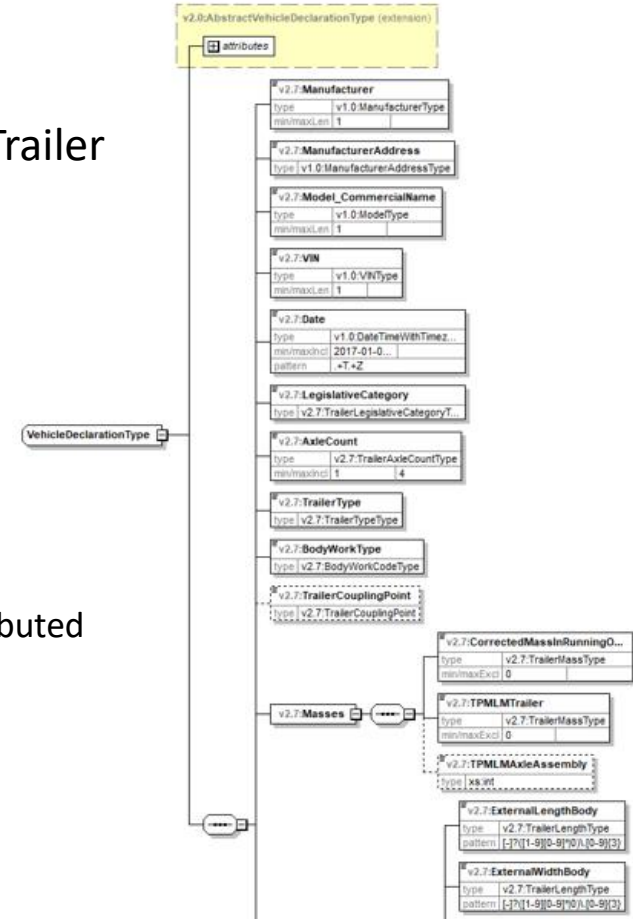 v2.0:AbstractVehicleDeclarationType (extension)
attributes
Trailer
v2.7:Manufacturer
type v1.0:ManufacturerType
min/maxLen 1
v2.7:ManufacturerAddress
type v1.0:ManufacturerAddressType
v2.7:Model_CommercialName
type v1.0:ModelType
min/maxLen 1
v2.7:VIN
type v1.0:VINType
min/maxLen 1
v2.7:Date
type v1.0:DateTimeWithTimez...
min/maxIncl 2017-01-0...
pattern .+T.+Z
v2.7:LegislativeCategory
type v2.7:TrailerLegislativeCategoryT...
VehicleDeclarationType
v2.7:AxleCount
type v2.7:TrailerAxleCountType
min/maxIncl 1 4
v2.7:TrailerType
type v2.7:TrailerTypeType
v2.7:BodyWorkType
type v2.7:BodyWorkCodeType
v2.7:TrailerCouplingPoint
type v2.7:TrailerCouplingPoint
buted
v2.7:CorrectedMassInRunningO...
type v2.7:TrailerMassType
min/maxExcl 0
v2.7:Masses
v2.7:TPMLMTrailer
type v2.7:TrailerMassType
min/maxExcl 0
v2.7:TPMLMAxleAssembly
type xs:int
v2.7:ExternalLengthBody
type v2.7:TrailerLengthType
pattern [-]?([1-9][0-9]*|0)\.[0-9]{3}
v2.7:ExternalWidthBody
type v2.7:TrailerLengthType
pattern [-]?([1-9][0-9]*|0)\.[0-9]{3}